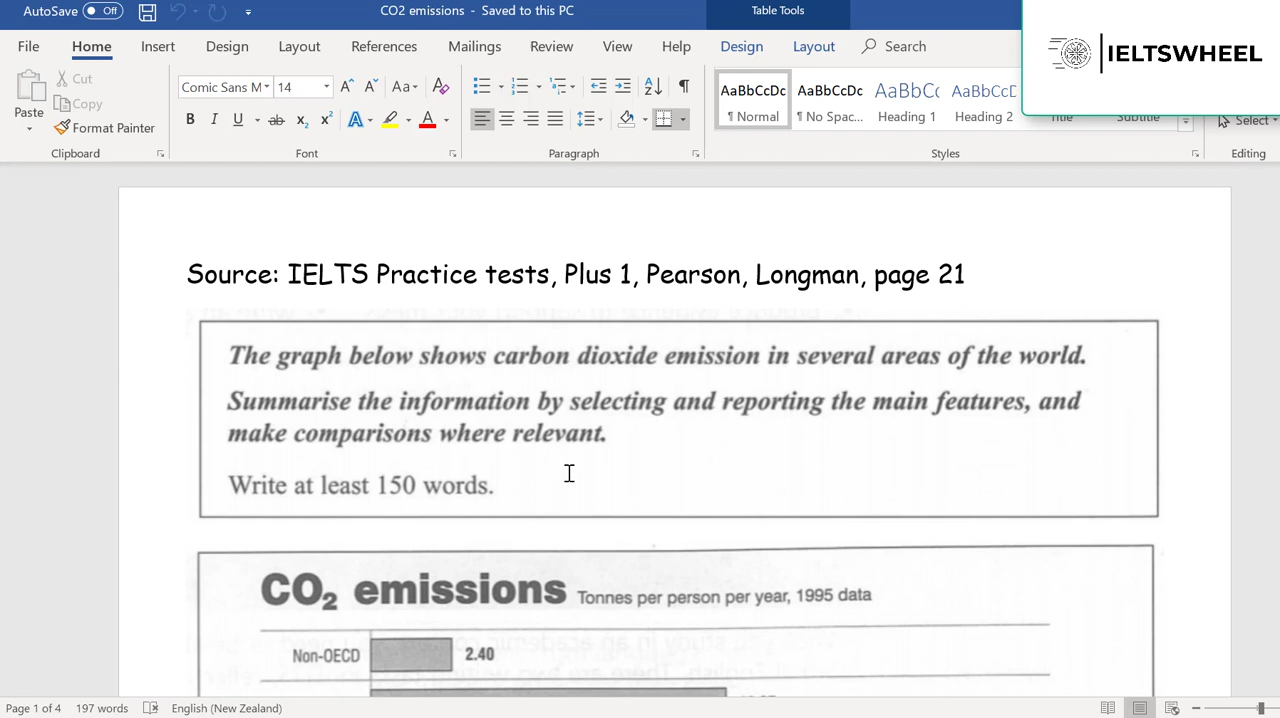 AutoSave Off CO2 emissions - Saved to this PC Table Tools
File Home Insert Design Layout References Mailings Review View Help Design Layout Search
IELTSWHEEL
Paste Cut
Copy
Format Painter
Clipboard
Comic Sans M 14
Font
Paragraph
AaBbCcDc AaBbCcDc AaBbCc AaBbCcD
¶ Normal ¶ No Spac... Heading 1 Heading 2 Title Subtitle
Styles
Select
Editing
Source: IELTS Practice tests, Plus 1, Pearson, Longman, page 21
The graph below shows carbon dioxide emission in several areas of the world.
Summarise the information by selecting and reporting the main features, and
make comparisons where relevant.
Write at least 150 words.
CO₂ emissions Tonnes per person per year, 1995 data
Non-OECD 2.40
Page 1 of 4 197 words English (New Zealand)